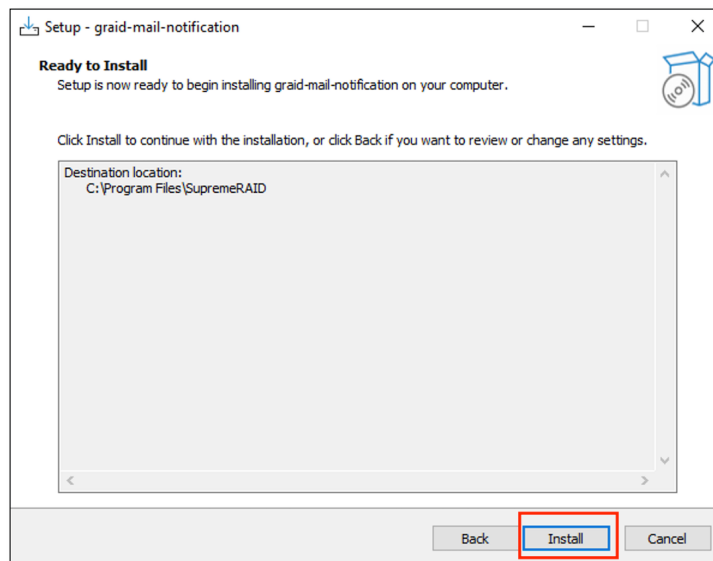 Setup - graid-mail-notification
Ready to Install
Setup is now ready to begin installing graid-mail-notification on your computer.
Click Install to continue with the installation, or click Back if you want to review or change any settings.
Destination location:
C:\Program Files\SupremeRAID
Back Install Cancel